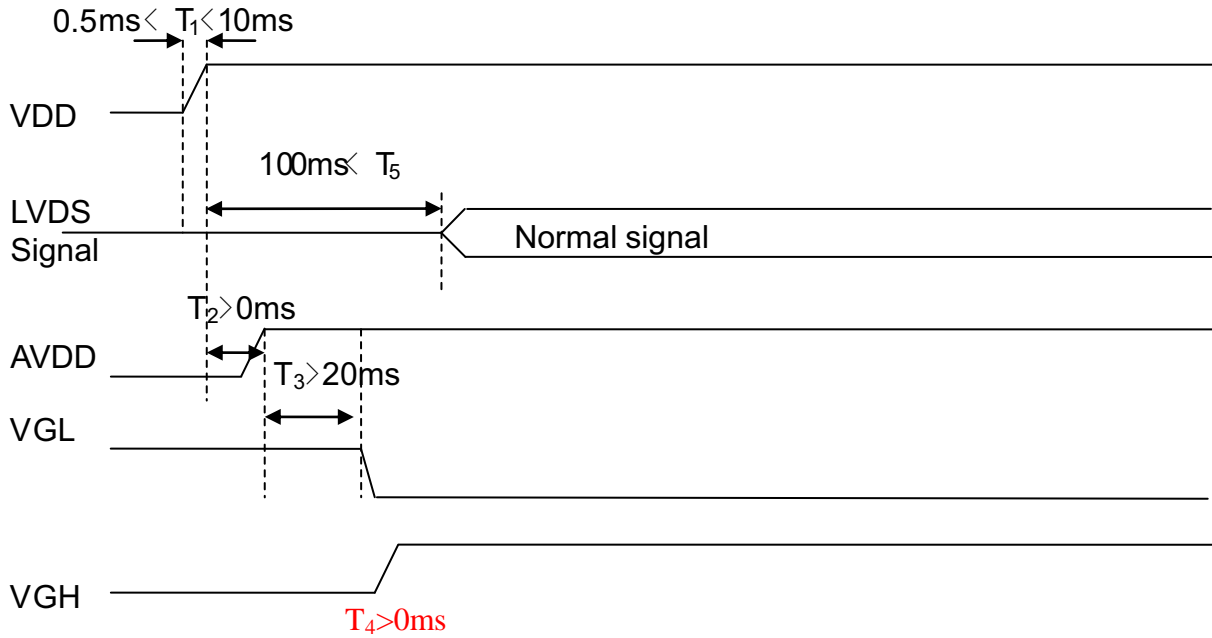 0.5ms< T₁<10ms
VDD
100ms< T₅
LVDS
Signal
Normal signal
T₂>0ms
AVDD
T₃>20ms
VGL
VGH
T₄>0ms